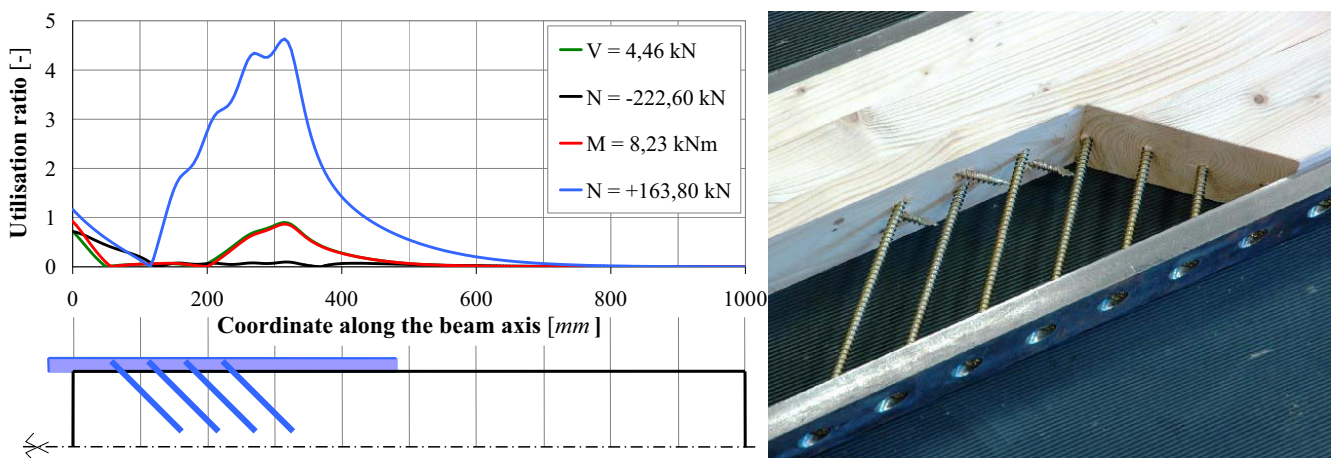 Utilisation ratio [-]
5
4
3
2
1
0
V = 4,46 kN
N = -222,60 kN
M = 8,23 kNm
N = +163,80 kN
0
200
400
600
800
1000
Coordinate along the beam axis [mm]